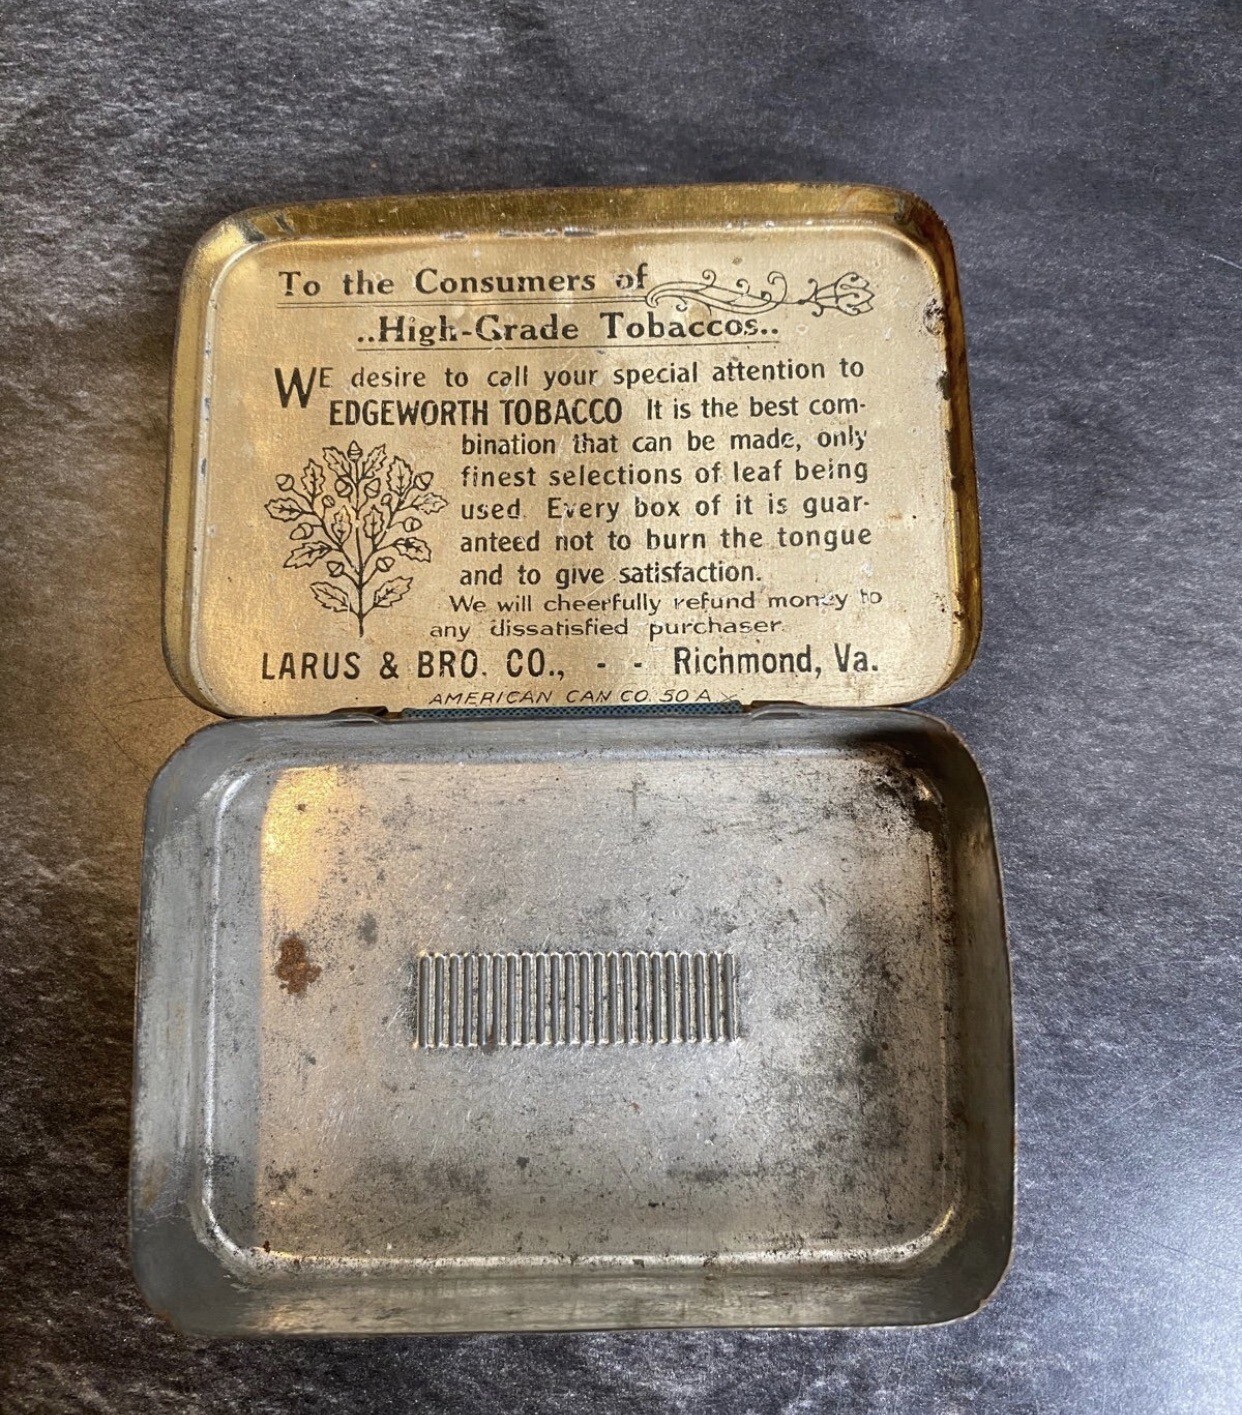 To the Consumers of
..High-Grade Tobaccos..
WE desire to call your special attention to
EDGEWORTH TOBACCO It is the best com-
bination that can be made, only
finest selections of leaf being
used. Every box of it is guar-
anteed not to burn the tongue
and to give satisfaction.
We will cheerfully refund money to
any dissatisfied purchaser.
LARUS & BRO. CO., - - Richmond, Va.
AMERICAN CAN CO. 50 A